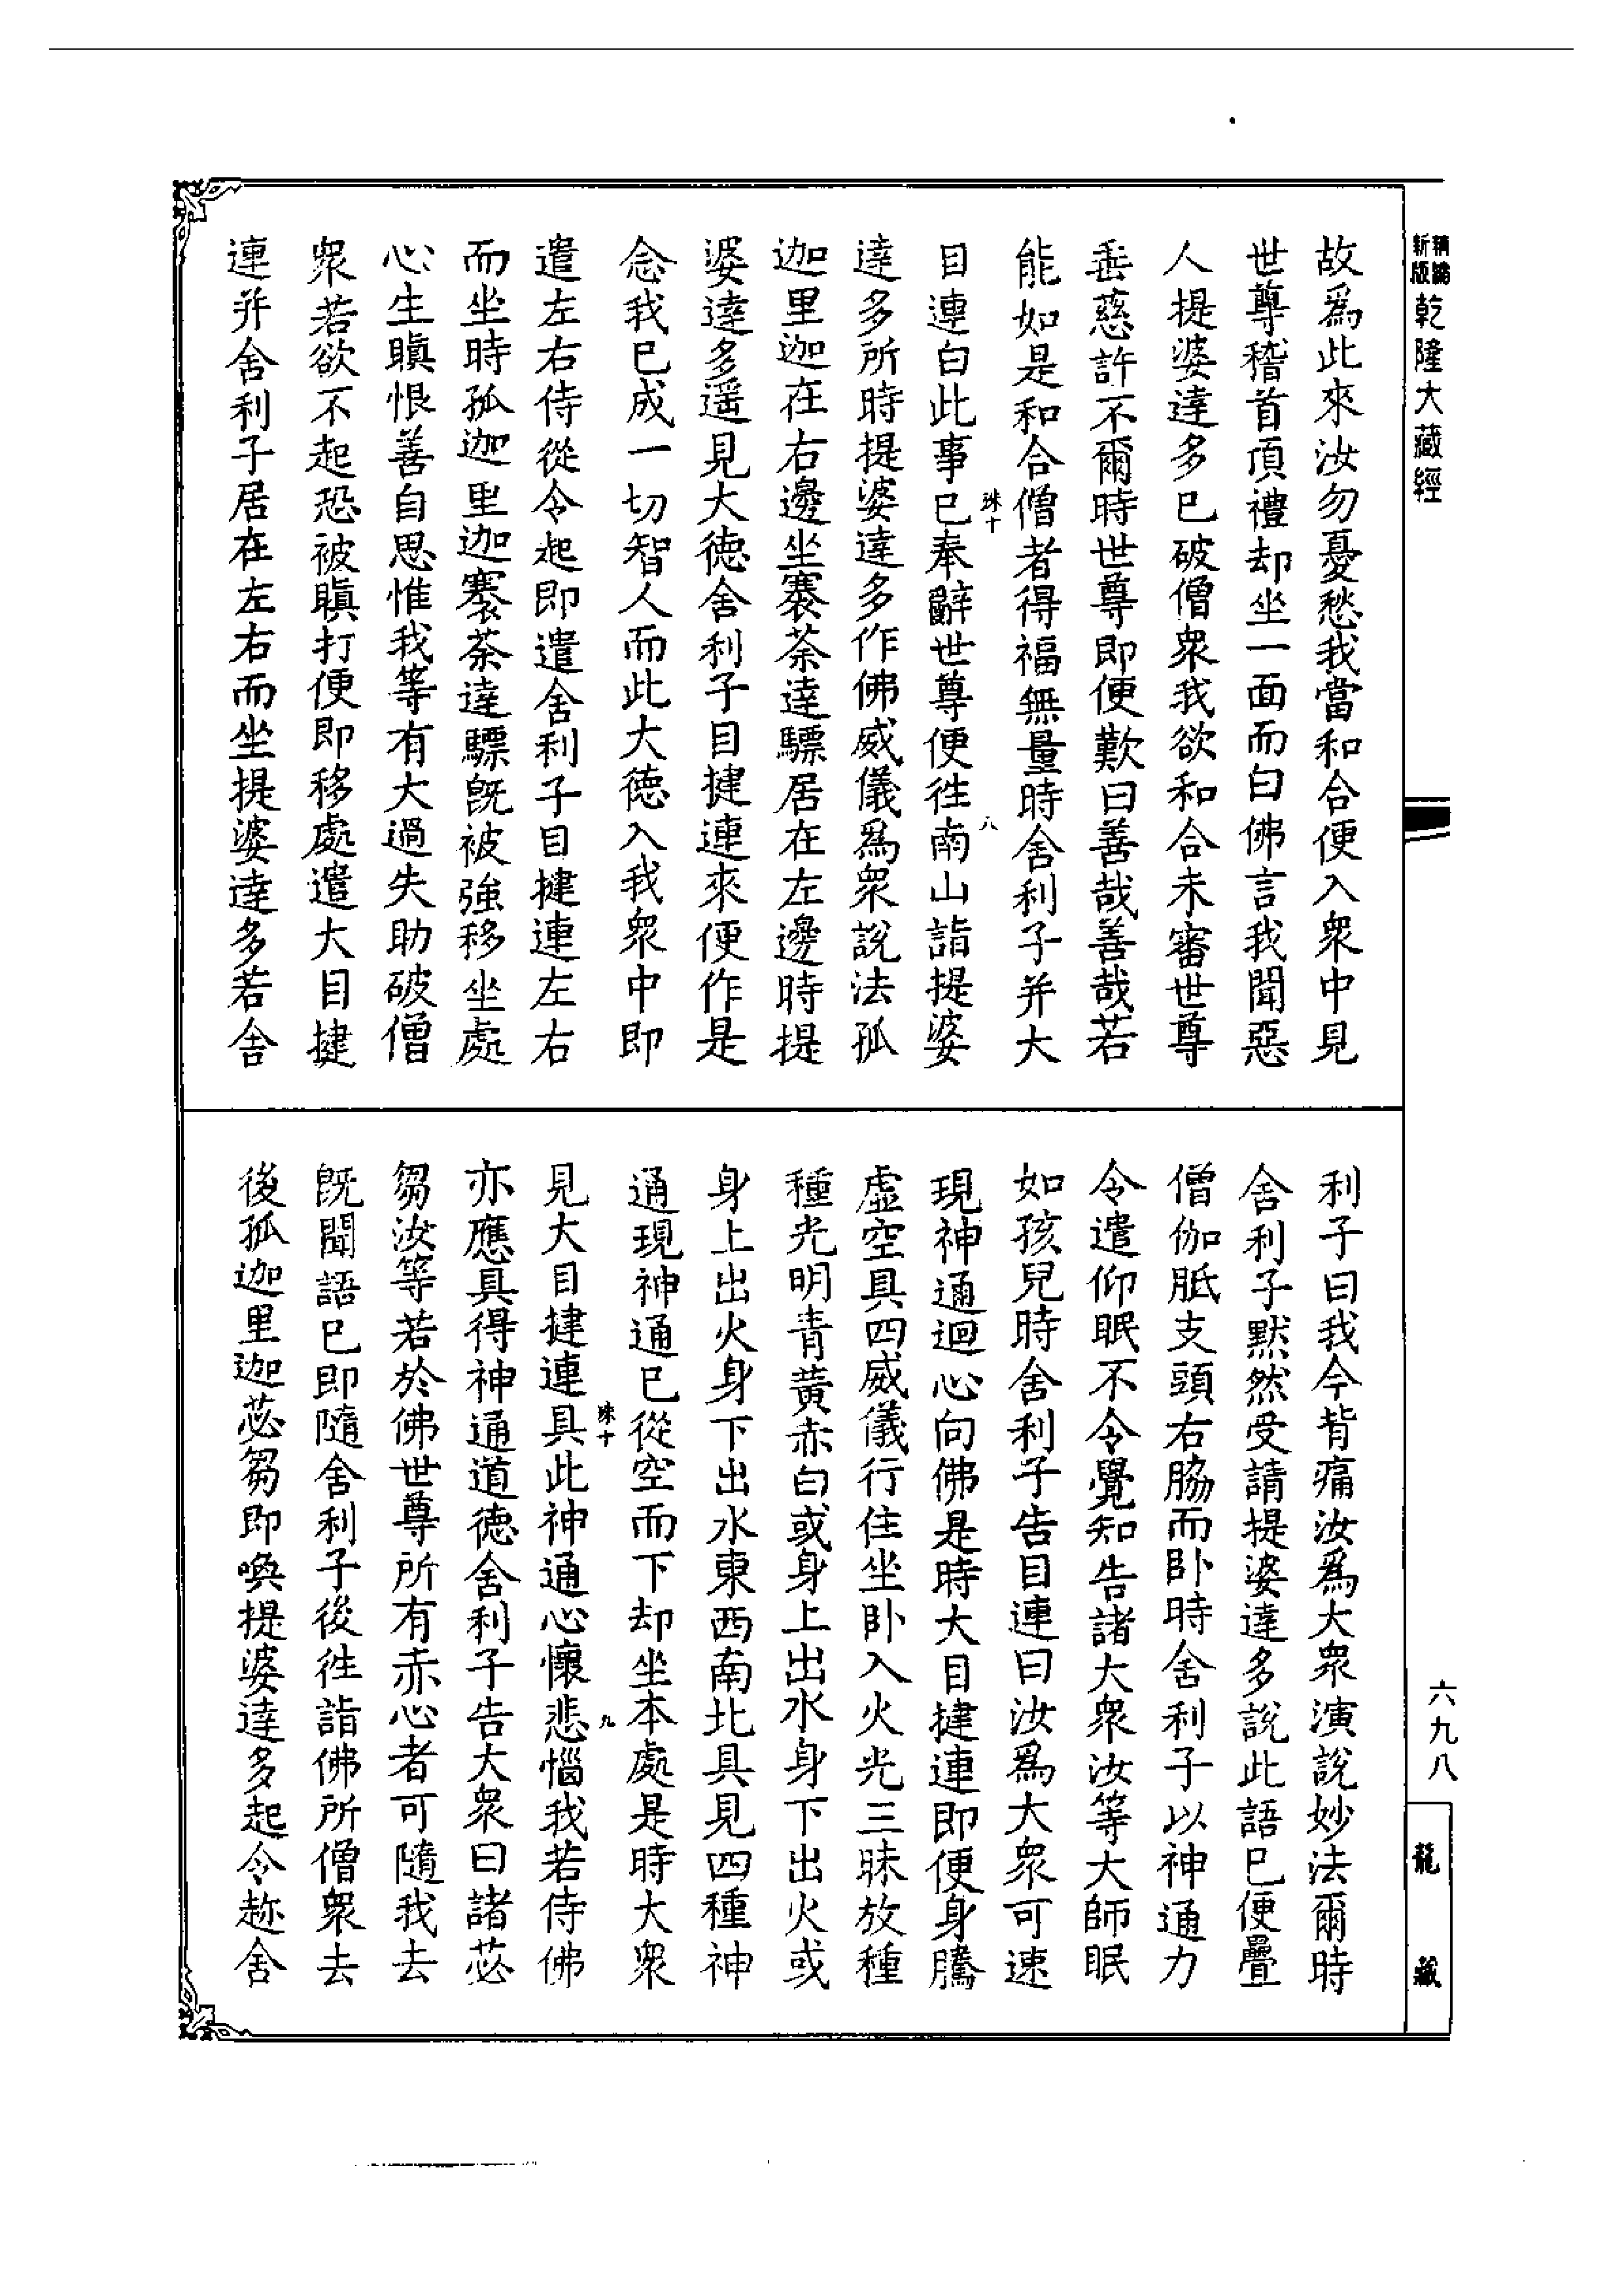 新版
精編
乾隆大藏經
故爲此來汝勿憂愁我當和合便入衆中見
世尊稽首頂禮却坐一面而白佛言我聞惡
人提婆達多已破僧衆我欲和合未審世尊
垂慈許不爾時世尊即便歎曰善哉善哉若
能如是和合僧者得福無量時舍利子并大
殊十 八
目連白此事已奉辭世尊便往南山詣提婆
達多所時提婆達多作佛威儀爲衆說法孤
迦里迦在右邊坐褰荼達驃居在左邊時提
婆達多遥見大德舍利子目揵連來便作是
念我已成一切智人而此大德入我衆中即
遣左右侍從令起即遣舍利子目揵連左右
而坐時孤迦里迦褰荼達驃旣被強移坐處
心生瞋恨善自思惟我等有大過失助破僧
衆若欲不起恐被瞋打便即移處遣大目揵
連并舍利子居在左右而坐提婆達多若舍
利子曰我今背痛汝爲大衆演說妙法爾時
舍利子默然受請提婆達多說此語已便疊
僧伽胝支頭右脇而卧時舍利子以神通力
令遣仰眠不令覺知告諸大衆汝等大師眠
如孩兒時舍利子告目連曰汝爲大衆可速
現神通迴心向佛是時大目揵連即便身騰
虛空具四威儀行住坐卧入火光三昧放種
種光明青黄赤白或身上出水身下出火或
身上出火身下出水東西南北具見四種神
通現神通已從空而下却坐本處是時大衆
殊十 九
見大目揵連具此神通心懷悲惱我若侍佛
亦應具得神通道德舍利子告大衆曰諸苾
芻汝等若於佛世尊所有赤心者可隨我去
旣聞語已即隨舍利子後往詣佛所僧衆去
後孤迦里迦苾芻即喚提婆達多起令趂舍
六九八
龍藏